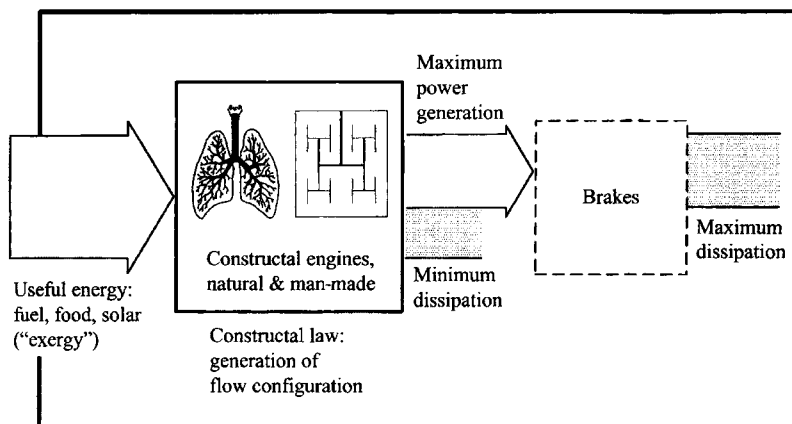 Maximum
power
generation
Brakes
Maximum
dissipation
Constructal engines,
natural & man-made
Minimum
dissipation
Useful energy:
fuel, food, solar
(“exergy”)
Constructal law:
generation of
flow configuration